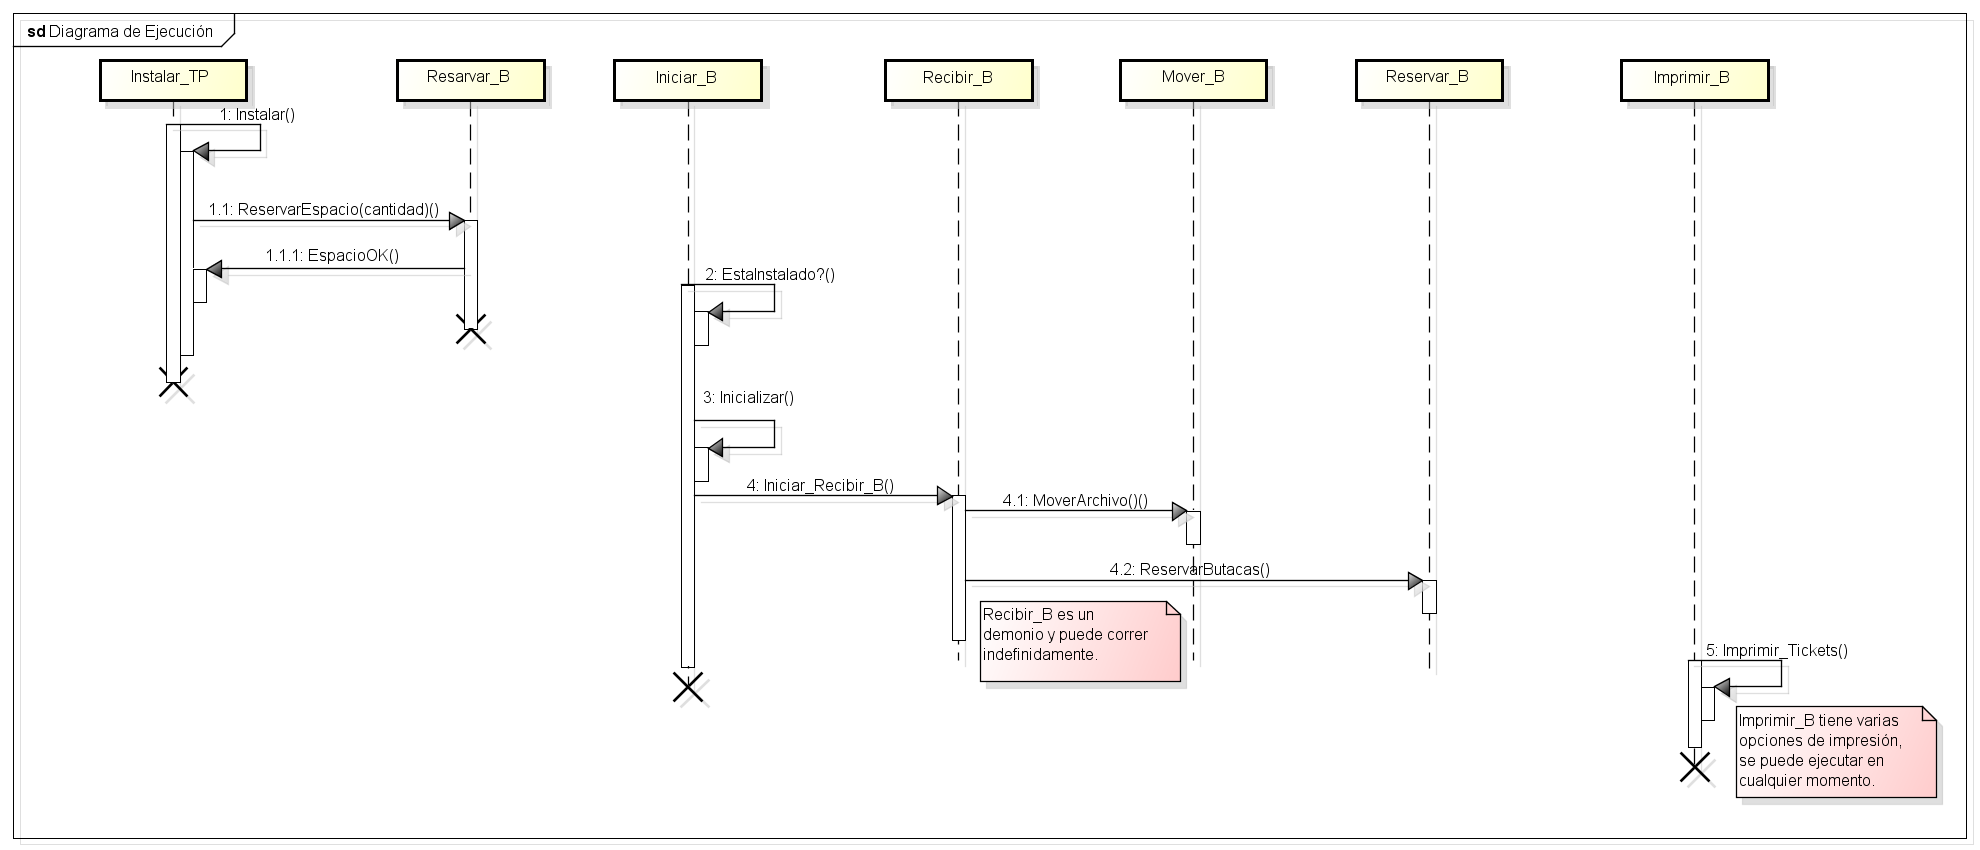 sd Diagrama de Ejecución
Instalar_TP
Resarvar_B
Iniciar_B
Recibir_B
Mover_B
Reservar_B
Imprimir_B
1: Instalar()
1.1: ReservarEspacio(cantidad)()
1.1.1: EspacioOK()
2: EstaInstalado?()
3: Inicializar()
4: Iniciar_Recibir_B()
4.1: MoverArchivo()()
4.2: ReservarButacas()
Recibir_B es un
demonio y puede correr
indefinidamente.
5: Imprimir_Tickets()
Imprimir_B tiene varias
opciones de impresión,
se puede ejecutar en
cualquier momento.